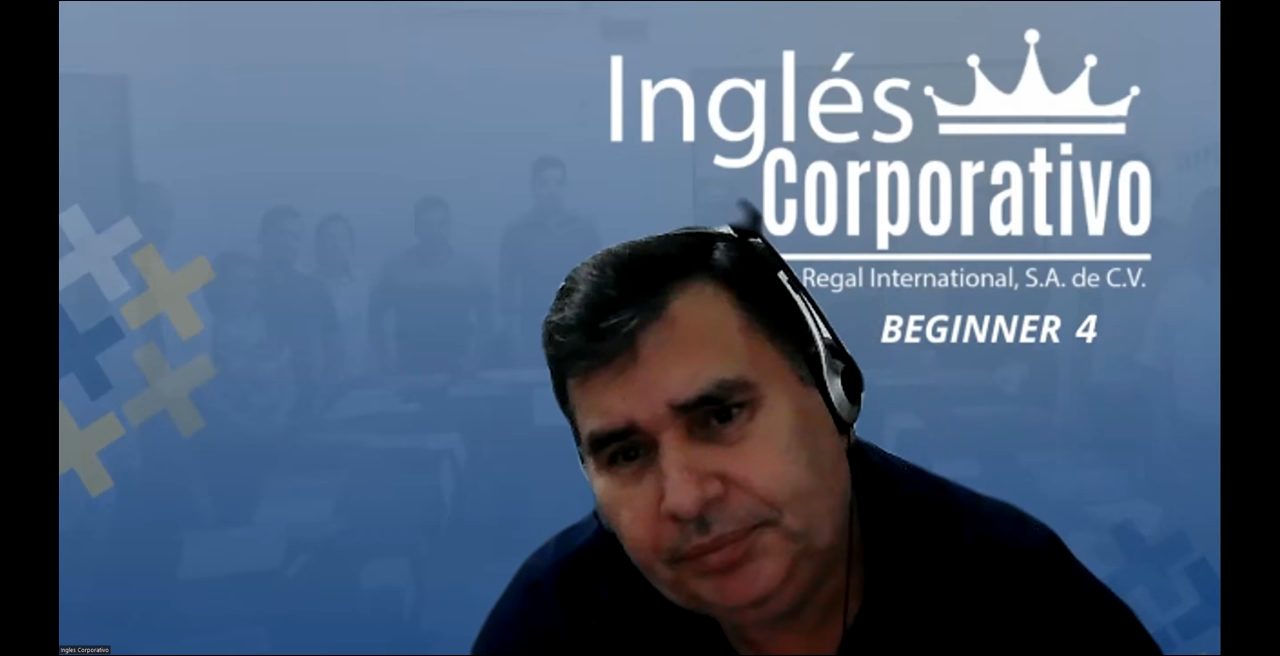 Inglés
Corporativo
Regal International, S.A. de C.V.
BEGINNER 4
Ingles Corporativo